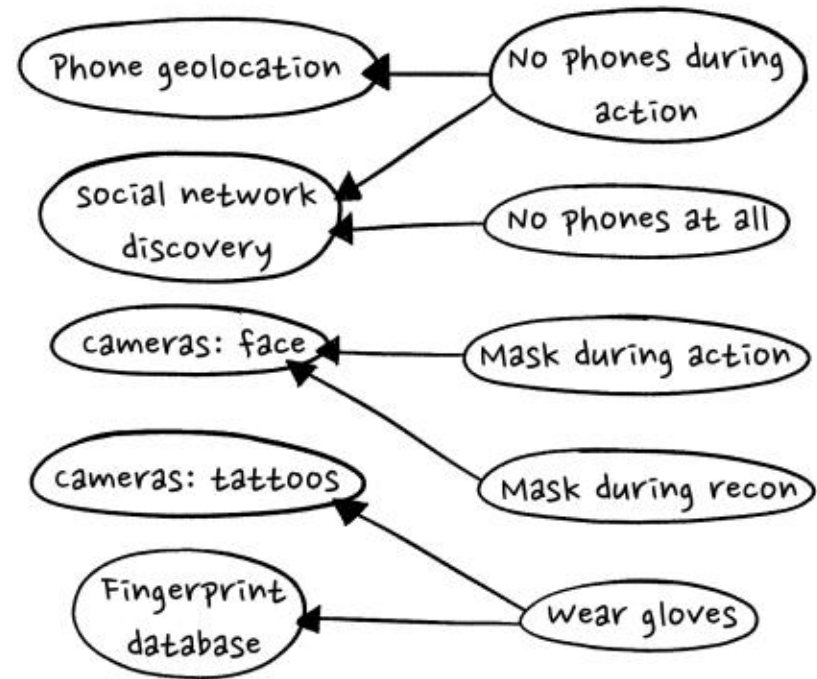 Phone geolocation
No phones during
action
social network
discovery
No phones at all
cameras: face
Mask during action
cameras: tattoos
Mask during recon
Fingerprint
database
wear gloves